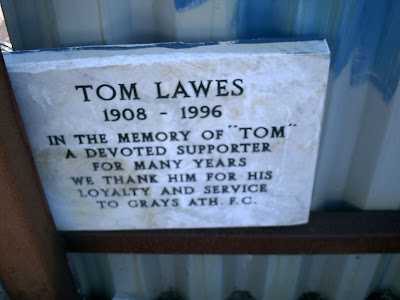 TOM LAWES
1908 - 1996
IN THE MEMORY OF "TOM"
A DEVOTED SUPPORTER
FOR MANY YEARS
WE THANK HIM FOR HIS
LOYALTY AND SERVICE
TO GRAYS ATH. F.C.